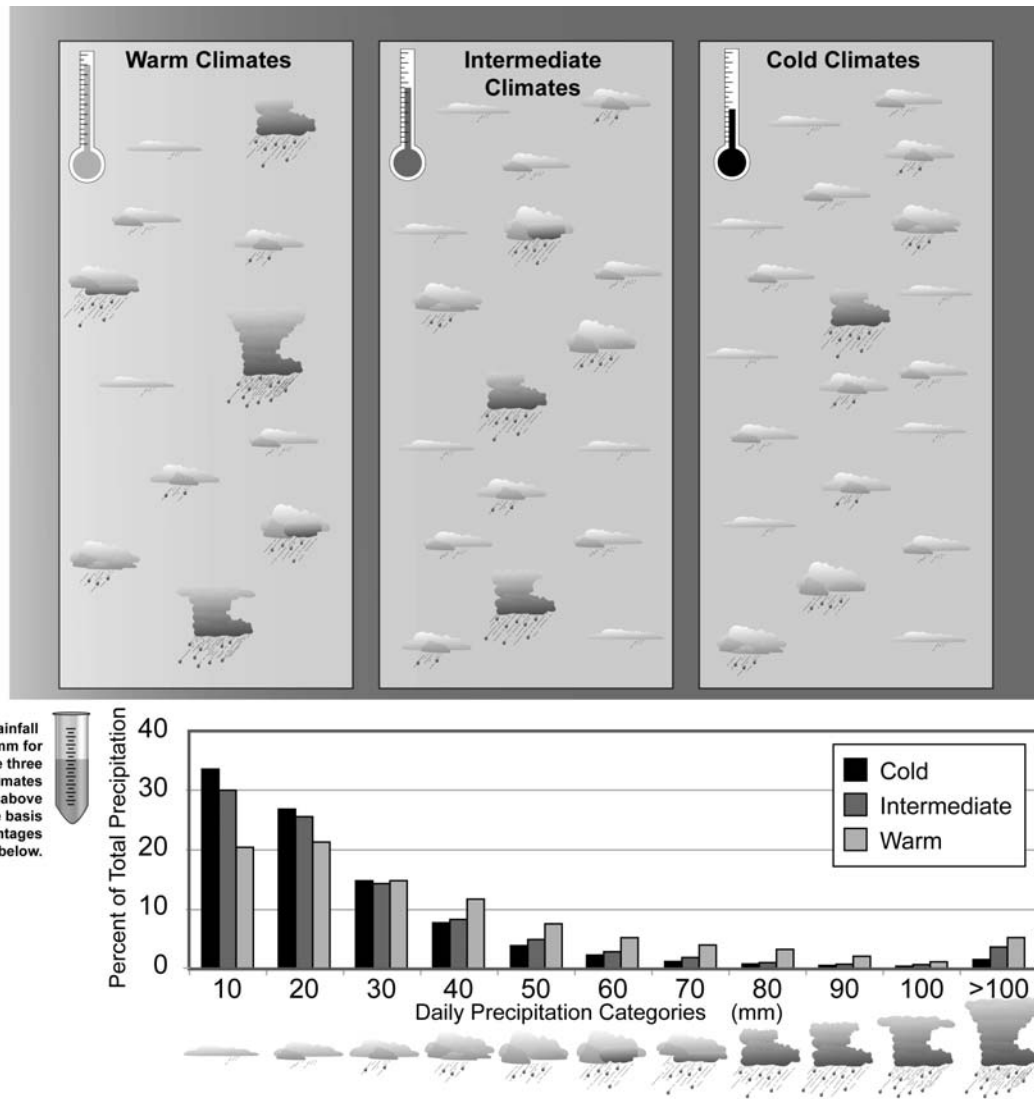 Warm Climates
Intermediate
Climates
Cold Climates
ainfall
mm for
e three
mates
above
e basis
ntages
below.
Percent of Total Precipitation
40
30
20
10
0
Cold
Intermediate
Warm
10 20 30 40 50 60 70 80 90 100 >100
Daily Precipitation Categories (mm)